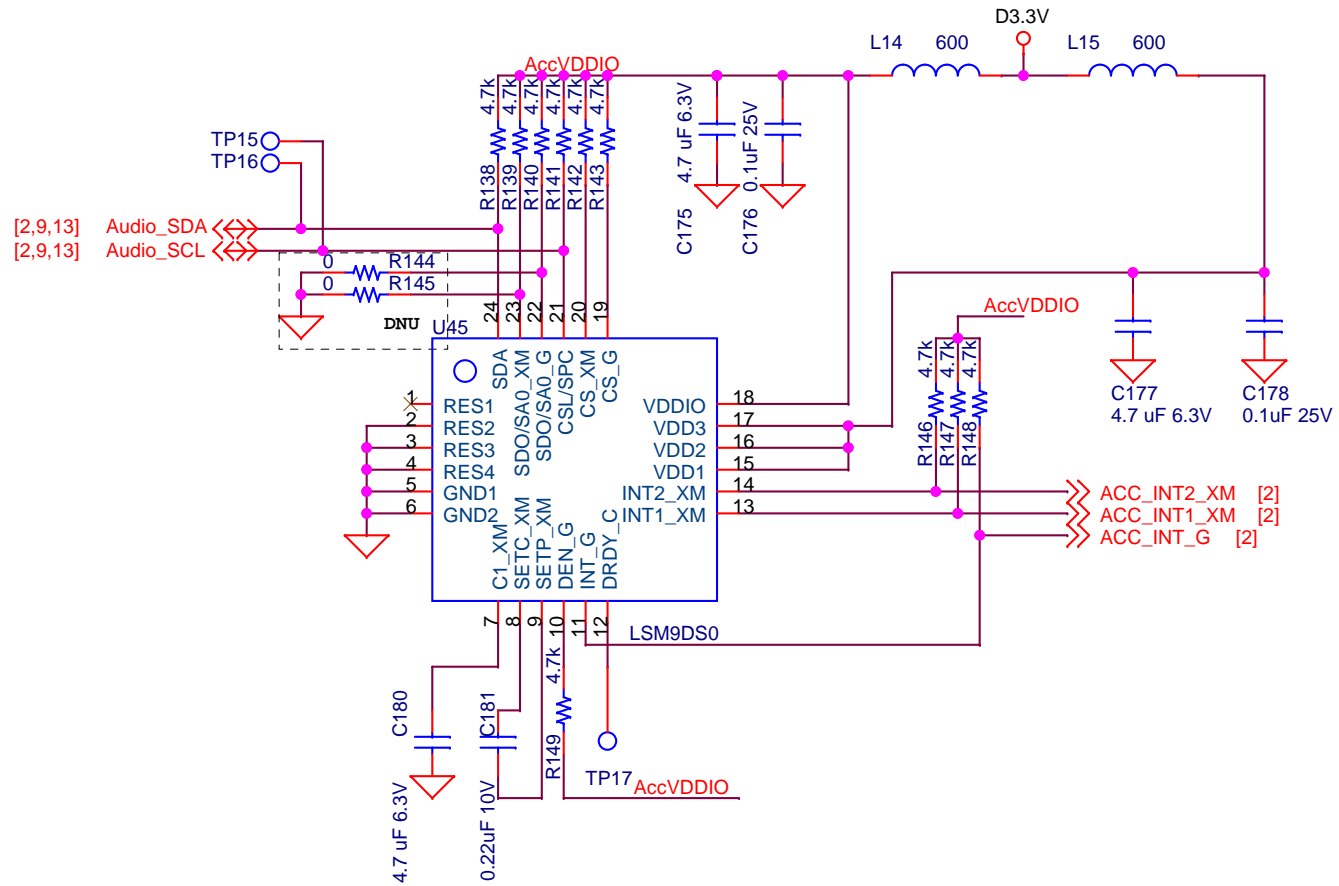 D3.3V
L14 600
L15 600
AccVDDIO
4.7k
4.7k
4.7k
4.7k
4.7k
4.7k
R138
R139
R140
R141
R142
R143
4.7 uF 6.3V
C175
0.1uF 25V
C176
TP15
TP16
[2,9,13] Audio_SDA
[2,9,13] Audio_SCL
0 R144
0 R145
DNU
U45
24
23
22
21
20
19
SDA
SDO/SA0_XM
SDO/SA0_G
CSL/SPC
CS_XM
CS_G
1 RES1
2 RES2
3 RES3
4 RES4
5 GND1
6 GND2
VDDIO 18
VDD3 17
VDD2 16
VDD1 15
INT2_XM 14
INT1_XM 13
C1_XM
SETC_XM
SETP_XM
DEN_G
INT_G
DRDY_C
7
8
9
10
11
12
LSM9DS0
AccVDDIO
4.7k
4.7k
4.7k
R146
R147
R148
C177
4.7 uF 6.3V
C178
0.1uF 25V
ACC_INT2_XM [2]
ACC_INT1_XM [2]
ACC_INT_G [2]
C180
4.7 uF 6.3V
C181
0.22uF 10V
4.7k
R149
TP17
AccVDDIO